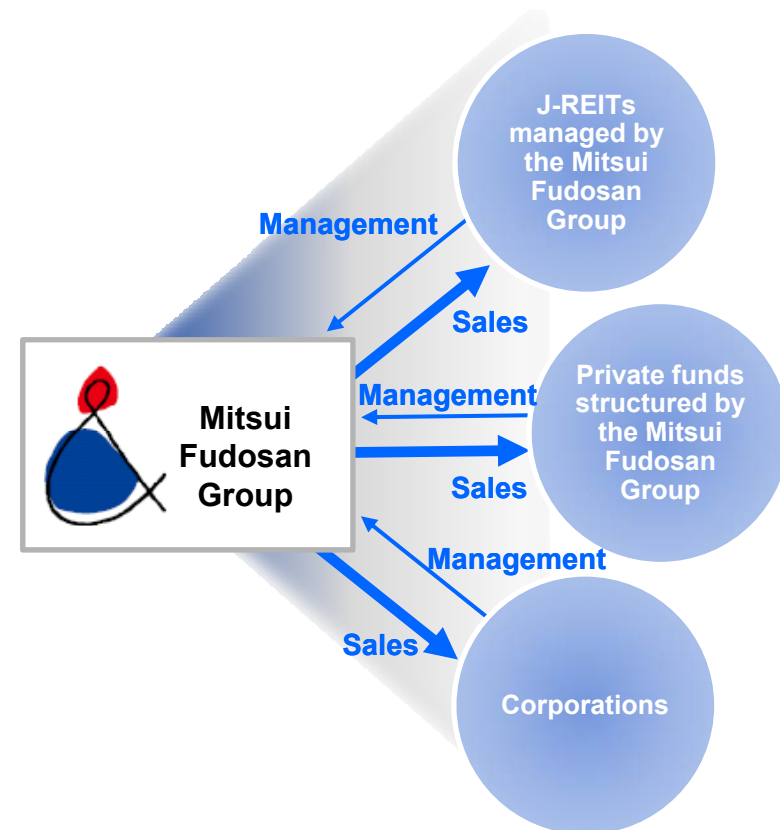 J-REITs
managed by
the Mitsui
Fudosan
Group
Management
Sales
Mitsui
Fudosan
Group
Management
Sales
Private funds
structured by
the Mitsui
Fudosan
Group
Management
Sales
Corporations